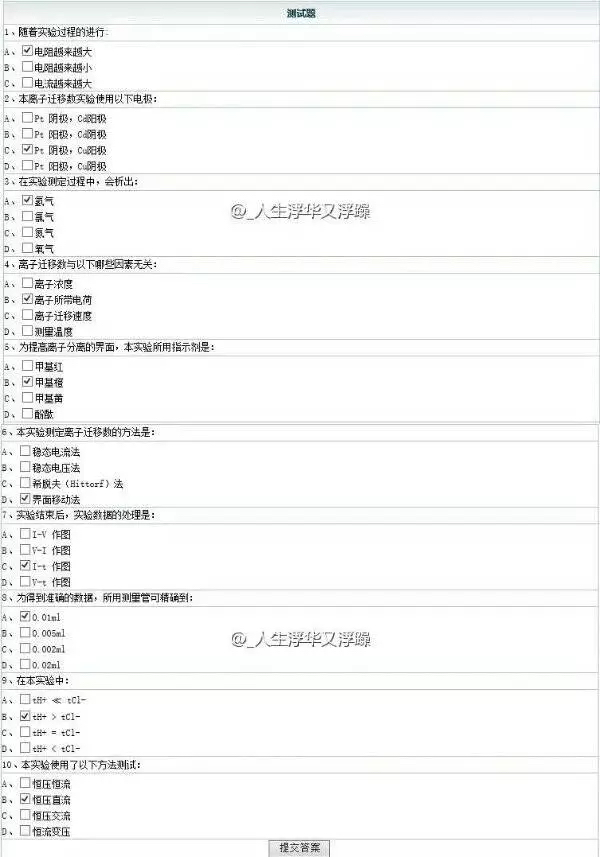 测试题
1、随着实验过程的进行:
A、☑电阻越来越大
B、☐电阻越来越小
C、☐电流越来越大
2、本离子迁移数实验使用以下电极:
A、☐Pt 阴极，Cd阳极
B、☐Pt 阳极，Cd阴极
C、☑Pt 阴极，Cu阳极
D、☐Pt 阳极，Cu阴极
3、在实验测定过程中，会析出:
A、☑氢气
B、☐氯气
C、☐氮气
D、☐氧气
@_人生浮华又浮躁
4、离子迁移数与以下哪些因素无关:
A、☐离子浓度
B、☑离子所带电荷
C、☐离子迁移速度
D、☐测量温度
5、为提高离子分离的界面，本实验所用指示剂是:
A、☐甲基红
B、☑甲基橙
C、☐甲基黄
D、☐酚酞
6、本实验测定离子迁移数的方法是:
A、☐稳态电流法
B、☐稳态电压法
C、☐希脱夫（Hittorf）法
D、☑界面移动法
7、实验结束后，实验数据的处理是:
A、☐I-V 作图
B、☐V-I 作图
C、☑I-t 作图
D、☐V-t 作图
8、为得到准确的数据，所用测量管可精确到:
A、☑0.01ml
B、☐0.005ml
C、☐0.002ml
D、☐0.02ml
@_人生浮华又浮躁
9、在本实验中:
A、☐tH+ ≪ tCl-
B、☑tH+ > tCl-
C、☐tH+ = tCl-
D、☐tH+ < tCl-
10、本实验使用了以下方法测试:
A、☐恒压恒流
B、☑恒压直流
C、☐恒压交流
D、☐恒流变压
提交答案